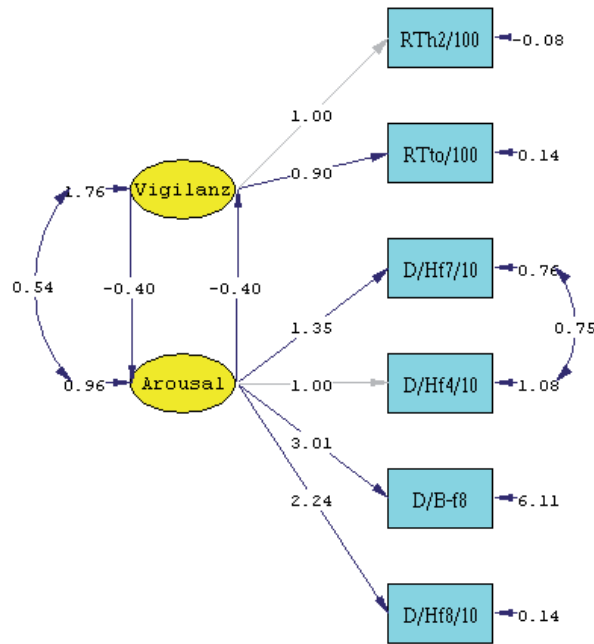 RTh2/100
-0.08
1.00
RTto/100
0.14
0.90
Vigilanz
1.76
D/Hf7/10
0.76
0.54
-0.40
-0.40
1.35
0.75
Arousal
0.96
1.00
D/Hf4/10
1.08
3.01
2.24
D/B-f8
6.11
D/Hf8/10
0.14